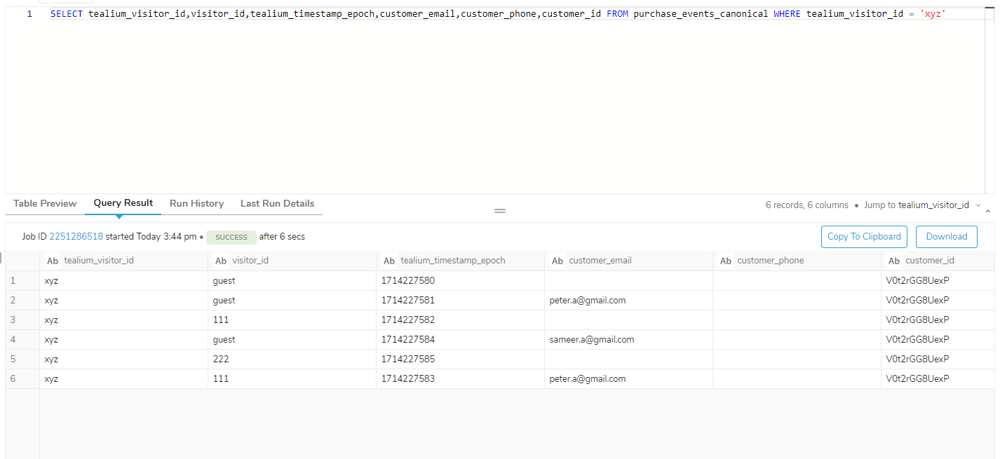 1 SELECT tealium_visitor_id,visitor_id,tealium_timestamp_epoch,customer_email,customer_phone,customer_id FROM purchase_events_canonical WHERE tealium_visitor_id = 'xyz'
Table Preview Query Result Run History Last Run Details 6 records, 6 columns • Jump to tealium_visitor_id
Job ID 2251286518 started Today 3:44 pm • SUCCESS after 6 secs Copy To Clipboard Download
Ab tealium_visitor_id Ab visitor_id Ab tealium_timestamp_epoch Ab customer_email Ab customer_phone Ab customer_id
1 xyz guest 1714227580 V0t2rGG8UexP
2 xyz guest 1714227581 peter.a@gmail.com V0t2rGG8UexP
3 xyz 111 1714227582 V0t2rGG8UexP
4 xyz guest 1714227584 sameer.a@gmail.com V0t2rGG8UexP
5 xyz 222 1714227585 V0t2rGG8UexP
6 xyz 111 1714227583 peter.a@gmail.com V0t2rGG8UexP